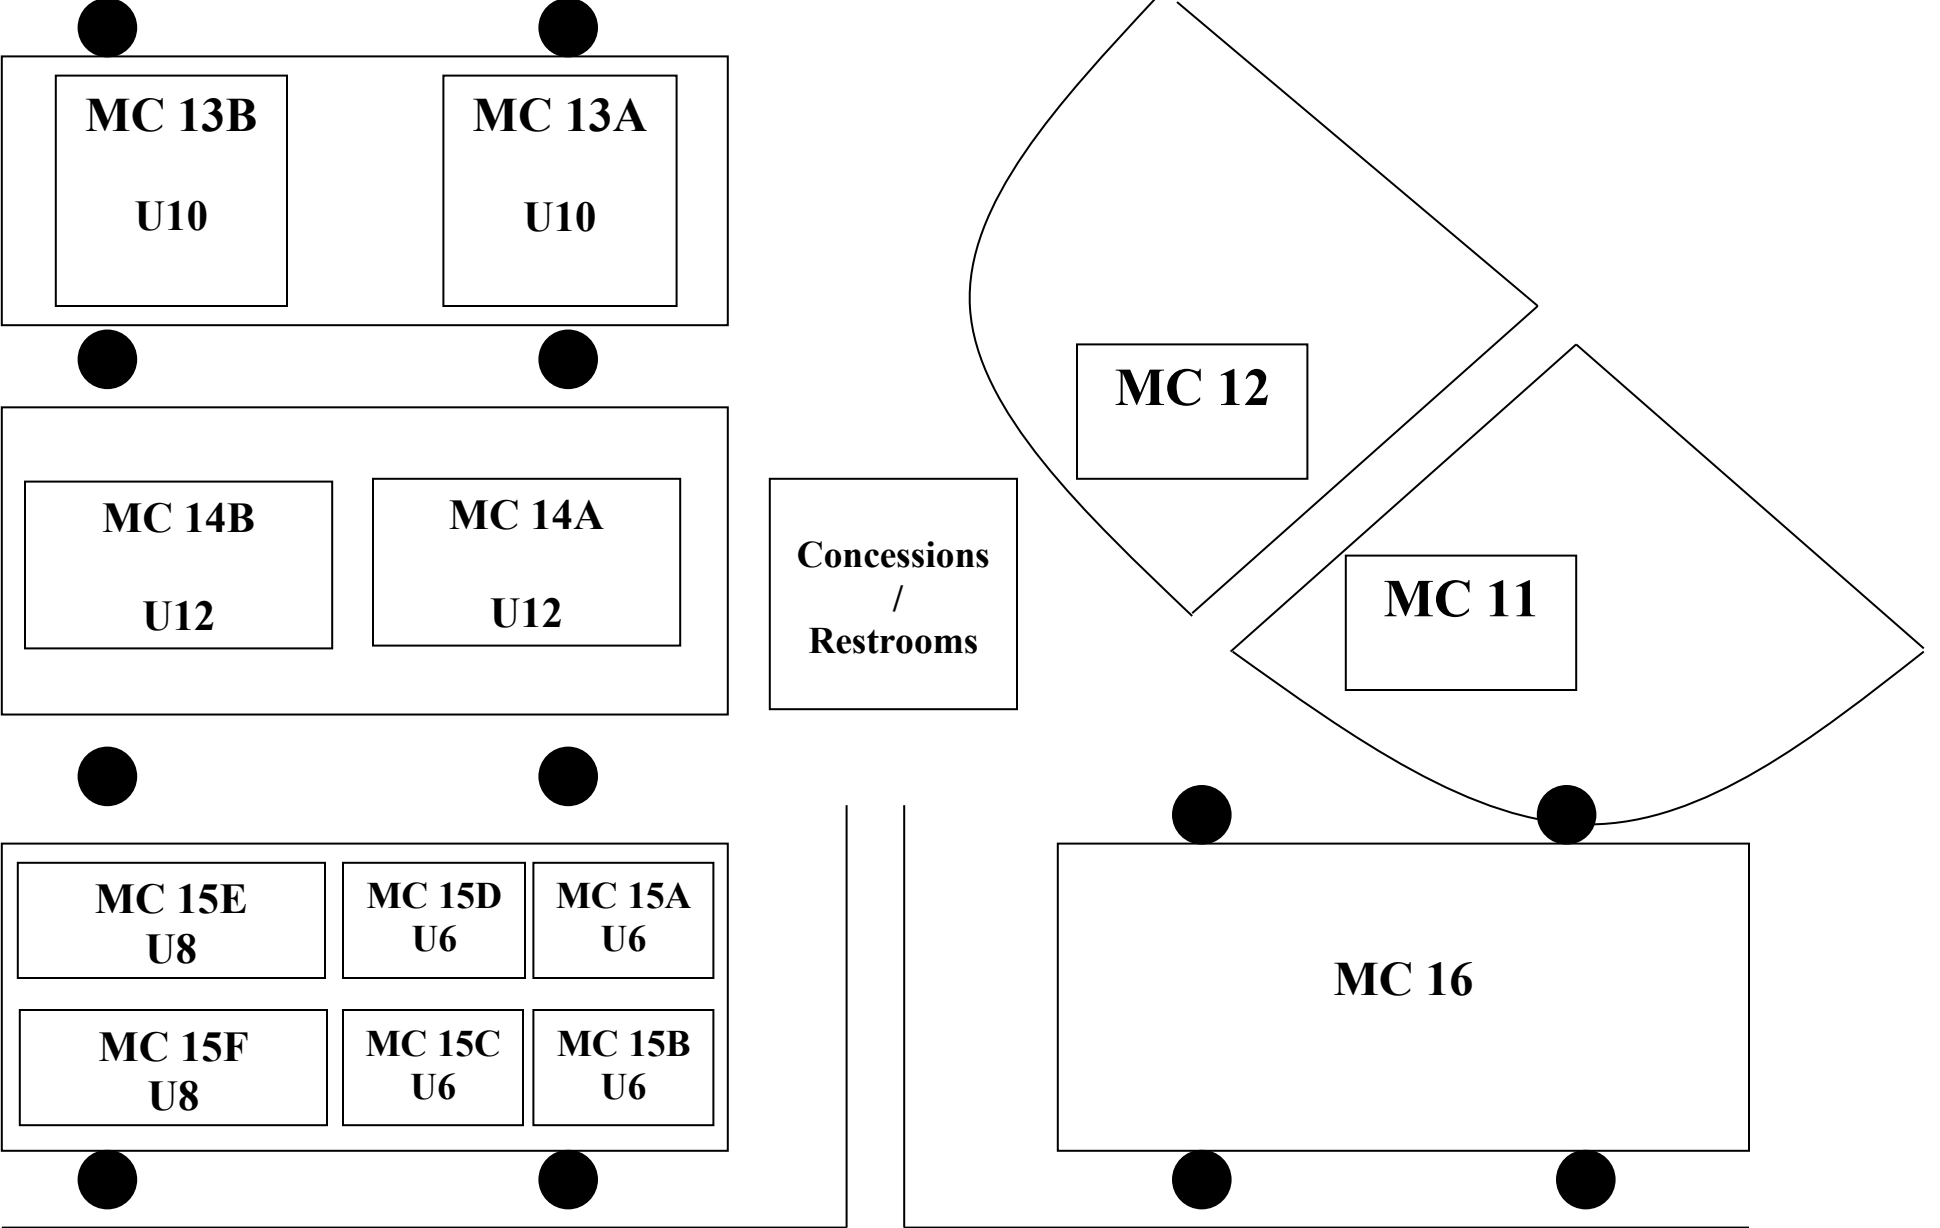 MC 13B
U10
MC 13A
U10
MC 12
MC 14B
U12
MC 14A
U12
Concessions
/
Restrooms
MC 11
MC 15E
U8
MC 15D
U6
MC 15A
U6
MC 16
MC 15F
U8
MC 15C
U6
MC 15B
U6